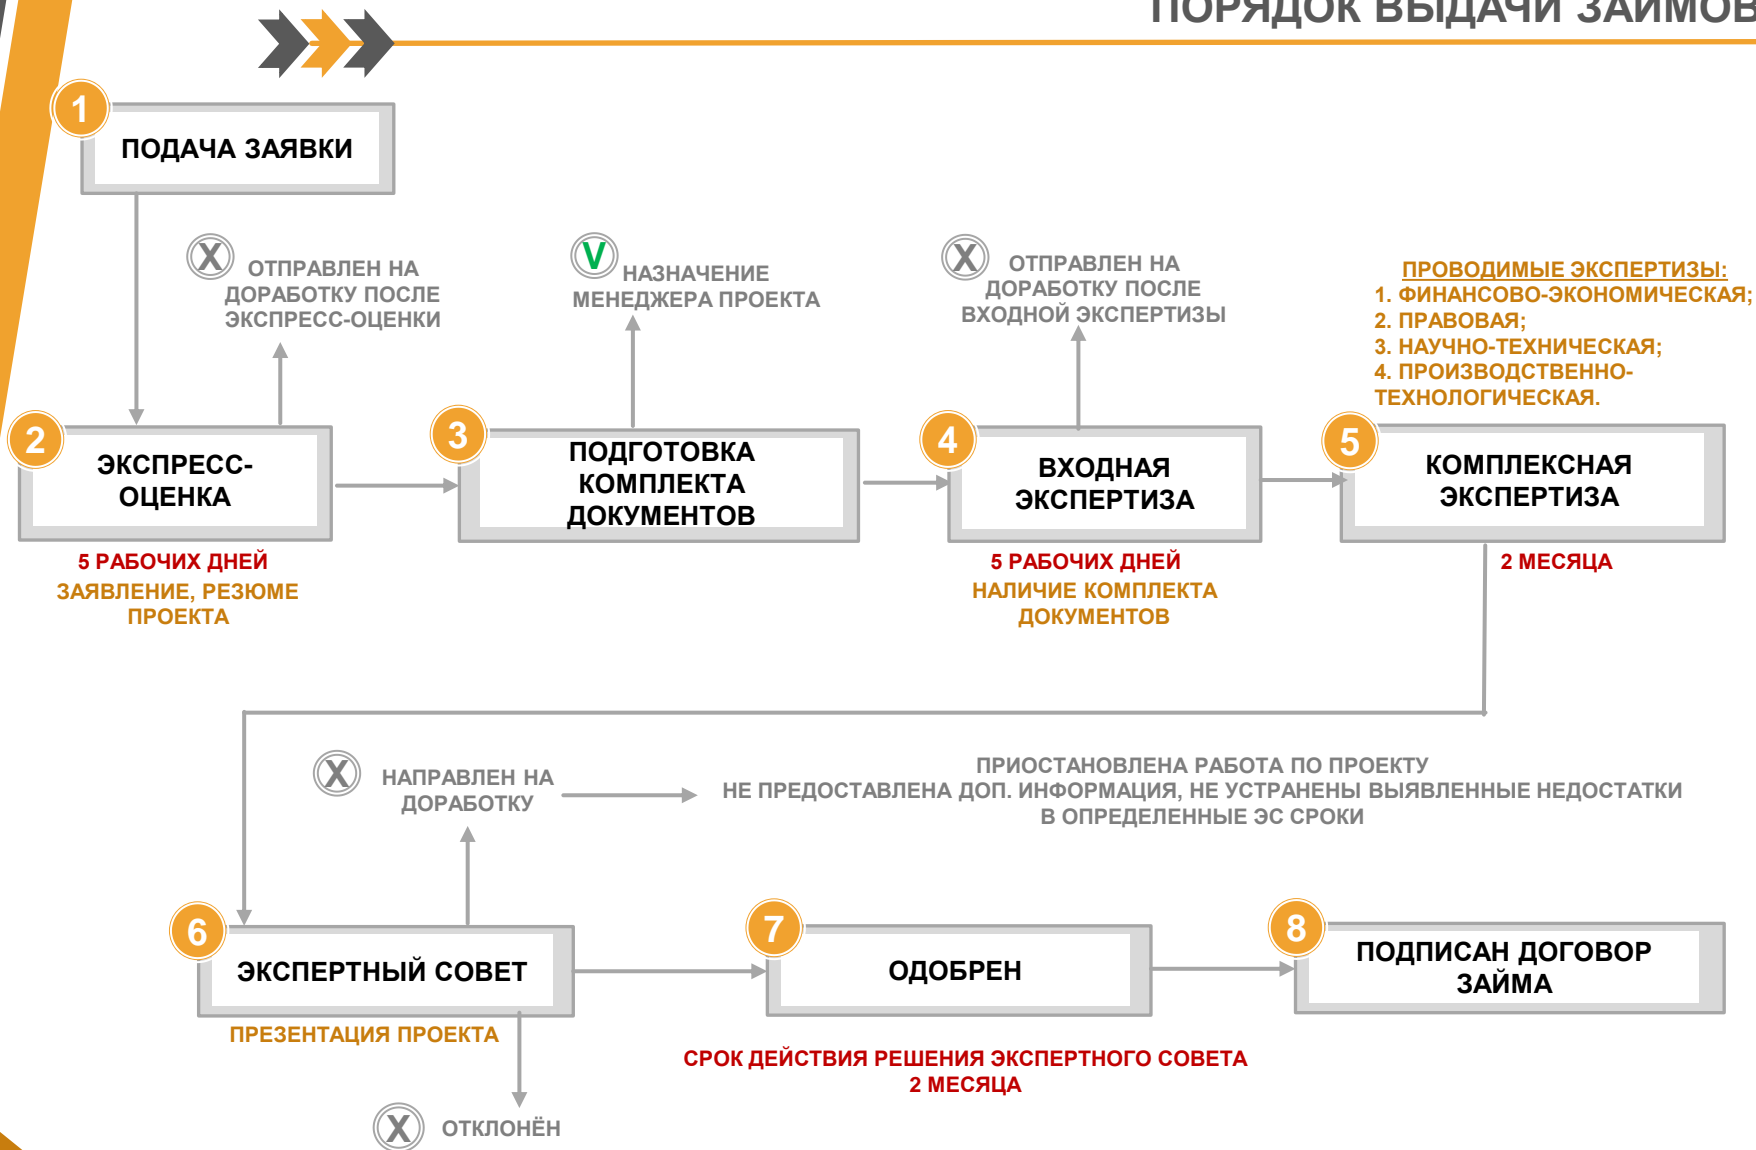 ПОРЯДОК ВЫДАЧИ ЗАЙМОВ
1
ПОДАЧА ЗАЯВКИ
X
ОТПРАВЛЕН НА
ДОРАБОТКУ ПОСЛЕ
ЭКСПРЕСС-ОЦЕНКИ
V
НАЗНАЧЕНИЕ
МЕНЕДЖЕРА ПРОЕКТА
X
ОТПРАВЛЕН НА
ДОРАБОТКУ ПОСЛЕ
ВХОДНОЙ ЭКСПЕРТИЗЫ
ПРОВОДИМЫЕ ЭКСПЕРТИЗЫ:
1. ФИНАНСОВО-ЭКОНОМИЧЕСКАЯ;
2. ПРАВОВАЯ;
3. НАУЧНО-ТЕХНИЧЕСКАЯ;
4. ПРОИЗВОДСТВЕННО-
ТЕХНОЛОГИЧЕСКАЯ.
2
ЭКСПРЕСС-
ОЦЕНКА
5 РАБОЧИХ ДНЕЙ
ЗАЯВЛЕНИЕ, РЕЗЮМЕ
ПРОЕКТА
3
ПОДГОТОВКА
КОМПЛЕКТА
ДОКУМЕНТОВ
4
ВХОДНАЯ
ЭКСПЕРТИЗА
5 РАБОЧИХ ДНЕЙ
НАЛИЧИЕ КОМПЛЕКТА
ДОКУМЕНТОВ
5
КОМПЛЕКСНАЯ
ЭКСПЕРТИЗА
2 МЕСЯЦА
X
НАПРАВЛЕН НА
ДОРАБОТКУ
ПРИОСТАНОВЛЕНА РАБОТА ПО ПРОЕКТУ
НЕ ПРЕДОСТАВЛЕНА ДОП. ИНФОРМАЦИЯ, НЕ УСТРАНЕНЫ ВЫЯВЛЕННЫЕ НЕДОСТАТКИ
В ОПРЕДЕЛЕННЫЕ ЭС СРОКИ
6
ЭКСПЕРТНЫЙ СОВЕТ
ПРЕЗЕНТАЦИЯ ПРОЕКТА
7
ОДОБРЕН
СРОК ДЕЙСТВИЯ РЕШЕНИЯ ЭКСПЕРТНОГО СОВЕТА
2 МЕСЯЦА
8
ПОДПИСАН ДОГОВОР
ЗАЙМА
X
ОТКЛОНЁН